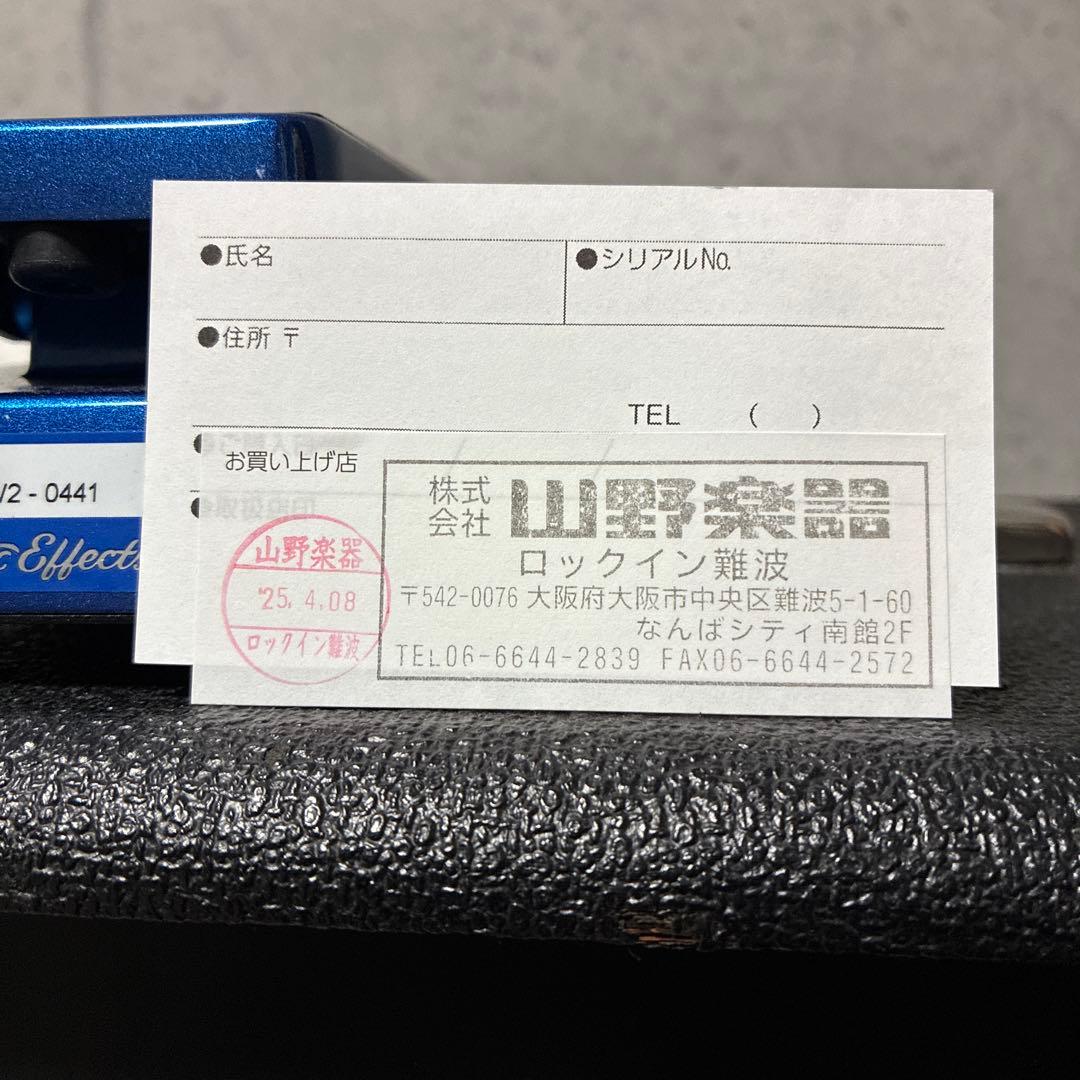 ●氏名
●シリアルNo.
●住所 〒
TEL ( )
V2 - 0441
Effects
お買い上げ店
株式会社 山野楽器
ロックイン難波
〒542-0076 大阪府大阪市中央区難波5-1-60
なんばシティ南館2F
TEL06-6644-2839 FAX06-6644-2572
山野楽器
'25.4.08
ロックイン難波